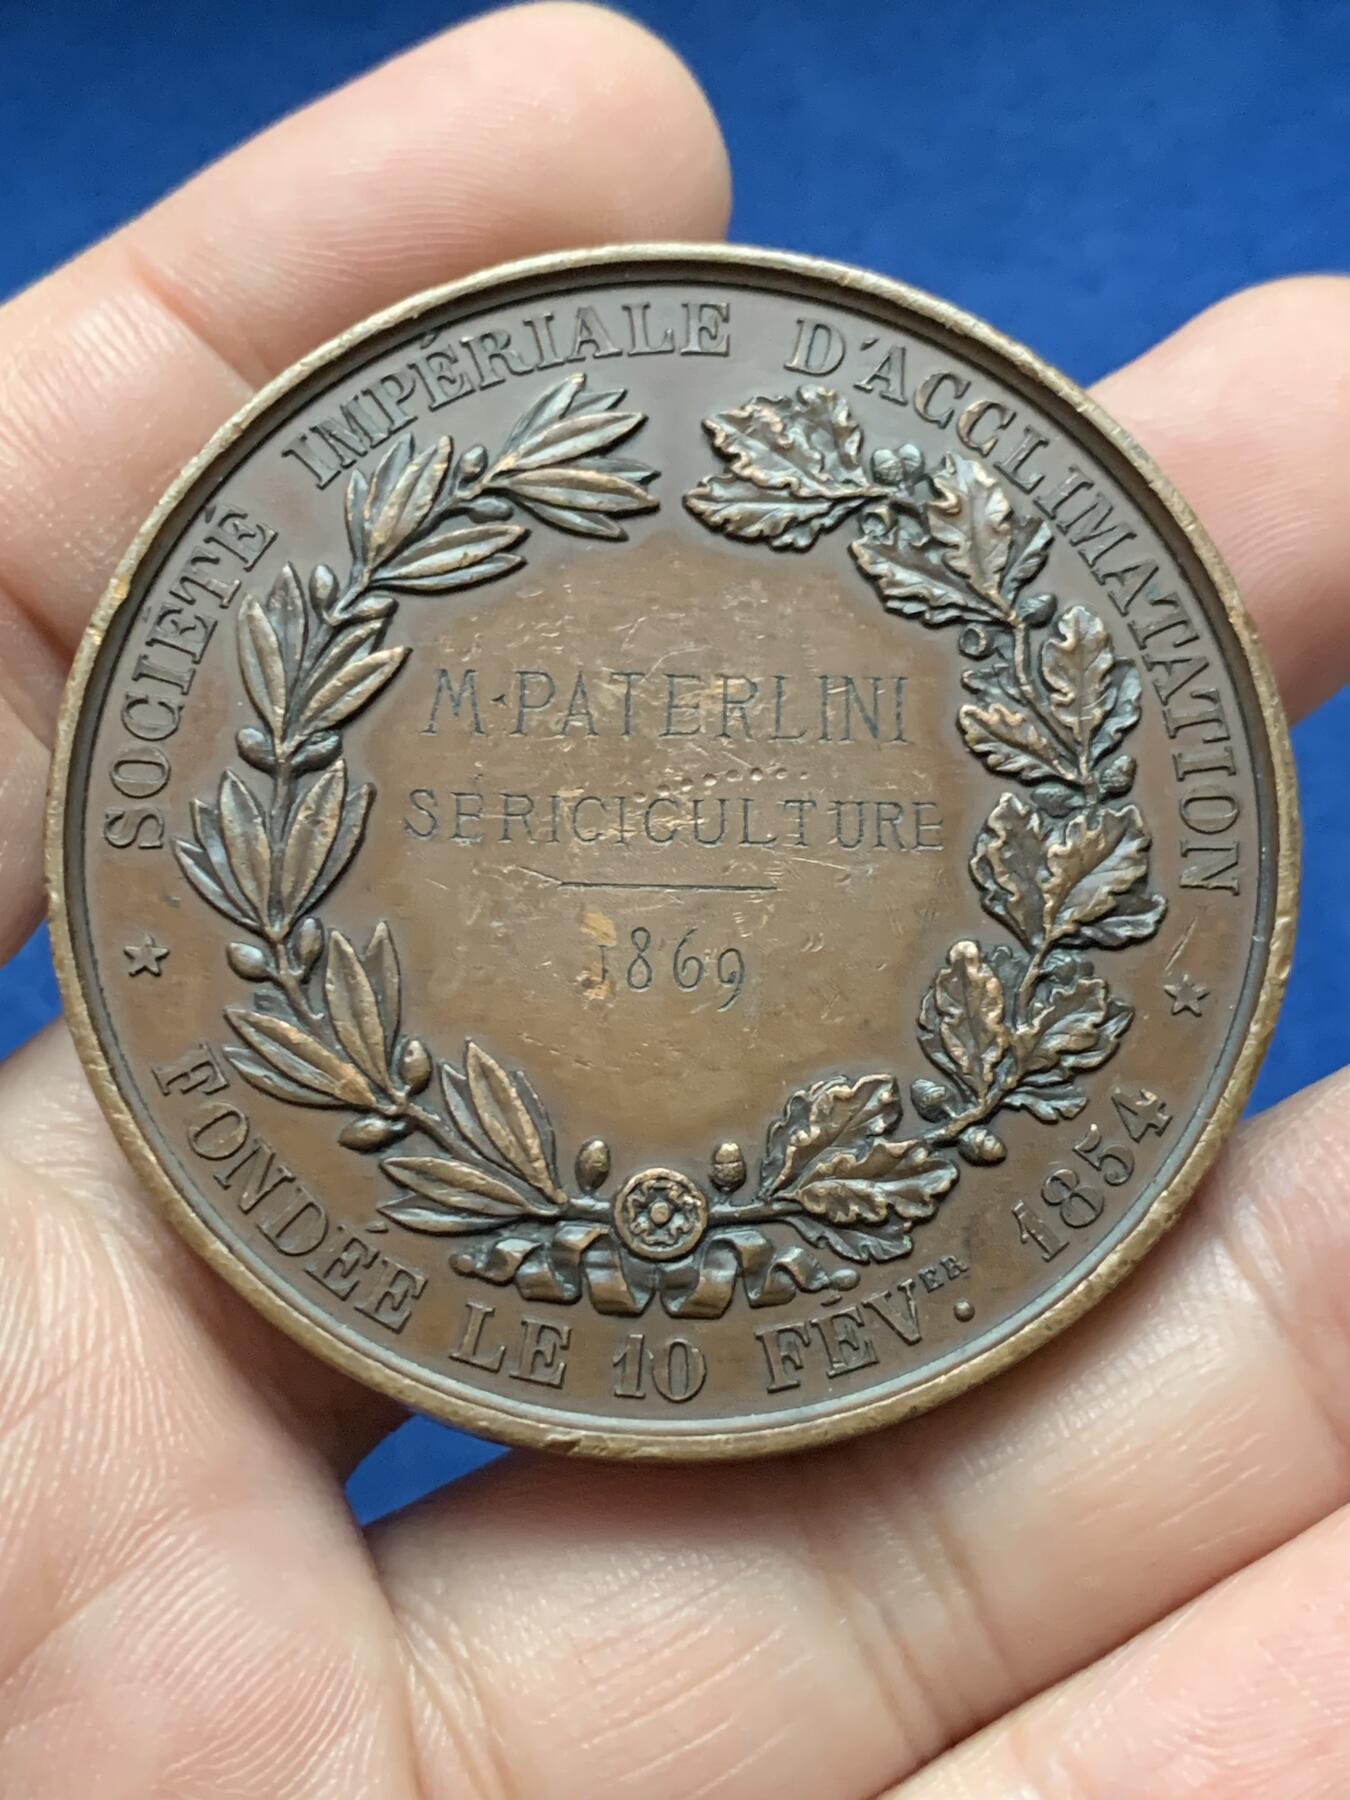 SOCIÉTÉ IMPÉRIALE D'ACCLIMATATION
M. PATERLINI
SÉRICICULTURE
1869
FONDÉE LE 10 FÉVER. 1854